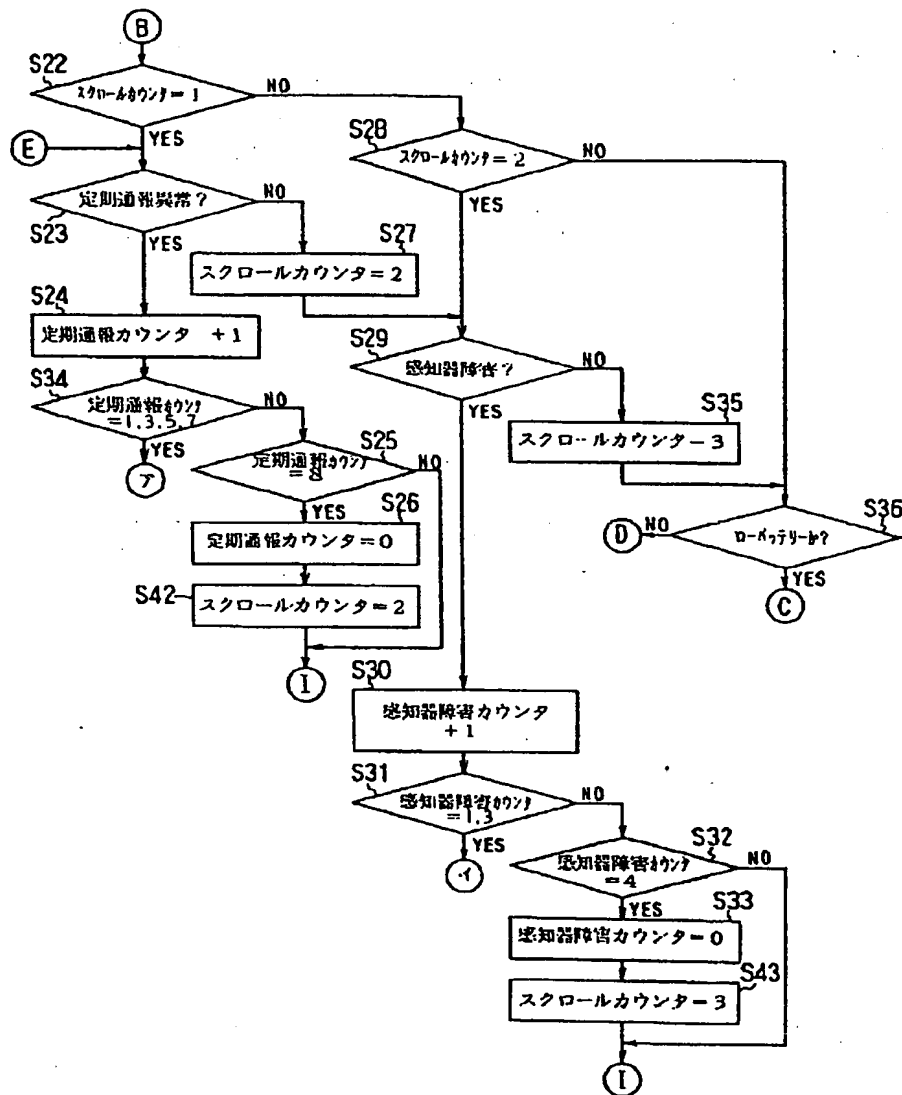 B
S22
スクロールカウンタ=1
NO
YES
E
S28
スクロールカウンタ=2
NO
YES
定期通報異常?
NO
S23
YES
S27
スクロールカウンタ=2
S24
定期通報カウンタ +1
S29
感知器障害?
NO
YES
S34
定期通報カウンタ
=1.3.5.7
NO
YES
ア
S35
スクロールカウンタ=3
S25
定期通報カウンタ
=8
NO
YES
S26
定期通報カウンタ=0
S36
ローバッテリーか?
NO
D
YES
C
S42
スクロールカウンタ=2
I
S30
感知器障害カウンタ
+1
S31
感知器障害カウンタ
=1.3
NO
YES
イ
S32
感知器障害カウンタ
=4
NO
YES
S33
感知器障害カウンタ=0
S43
スクロールカウンタ=3
I